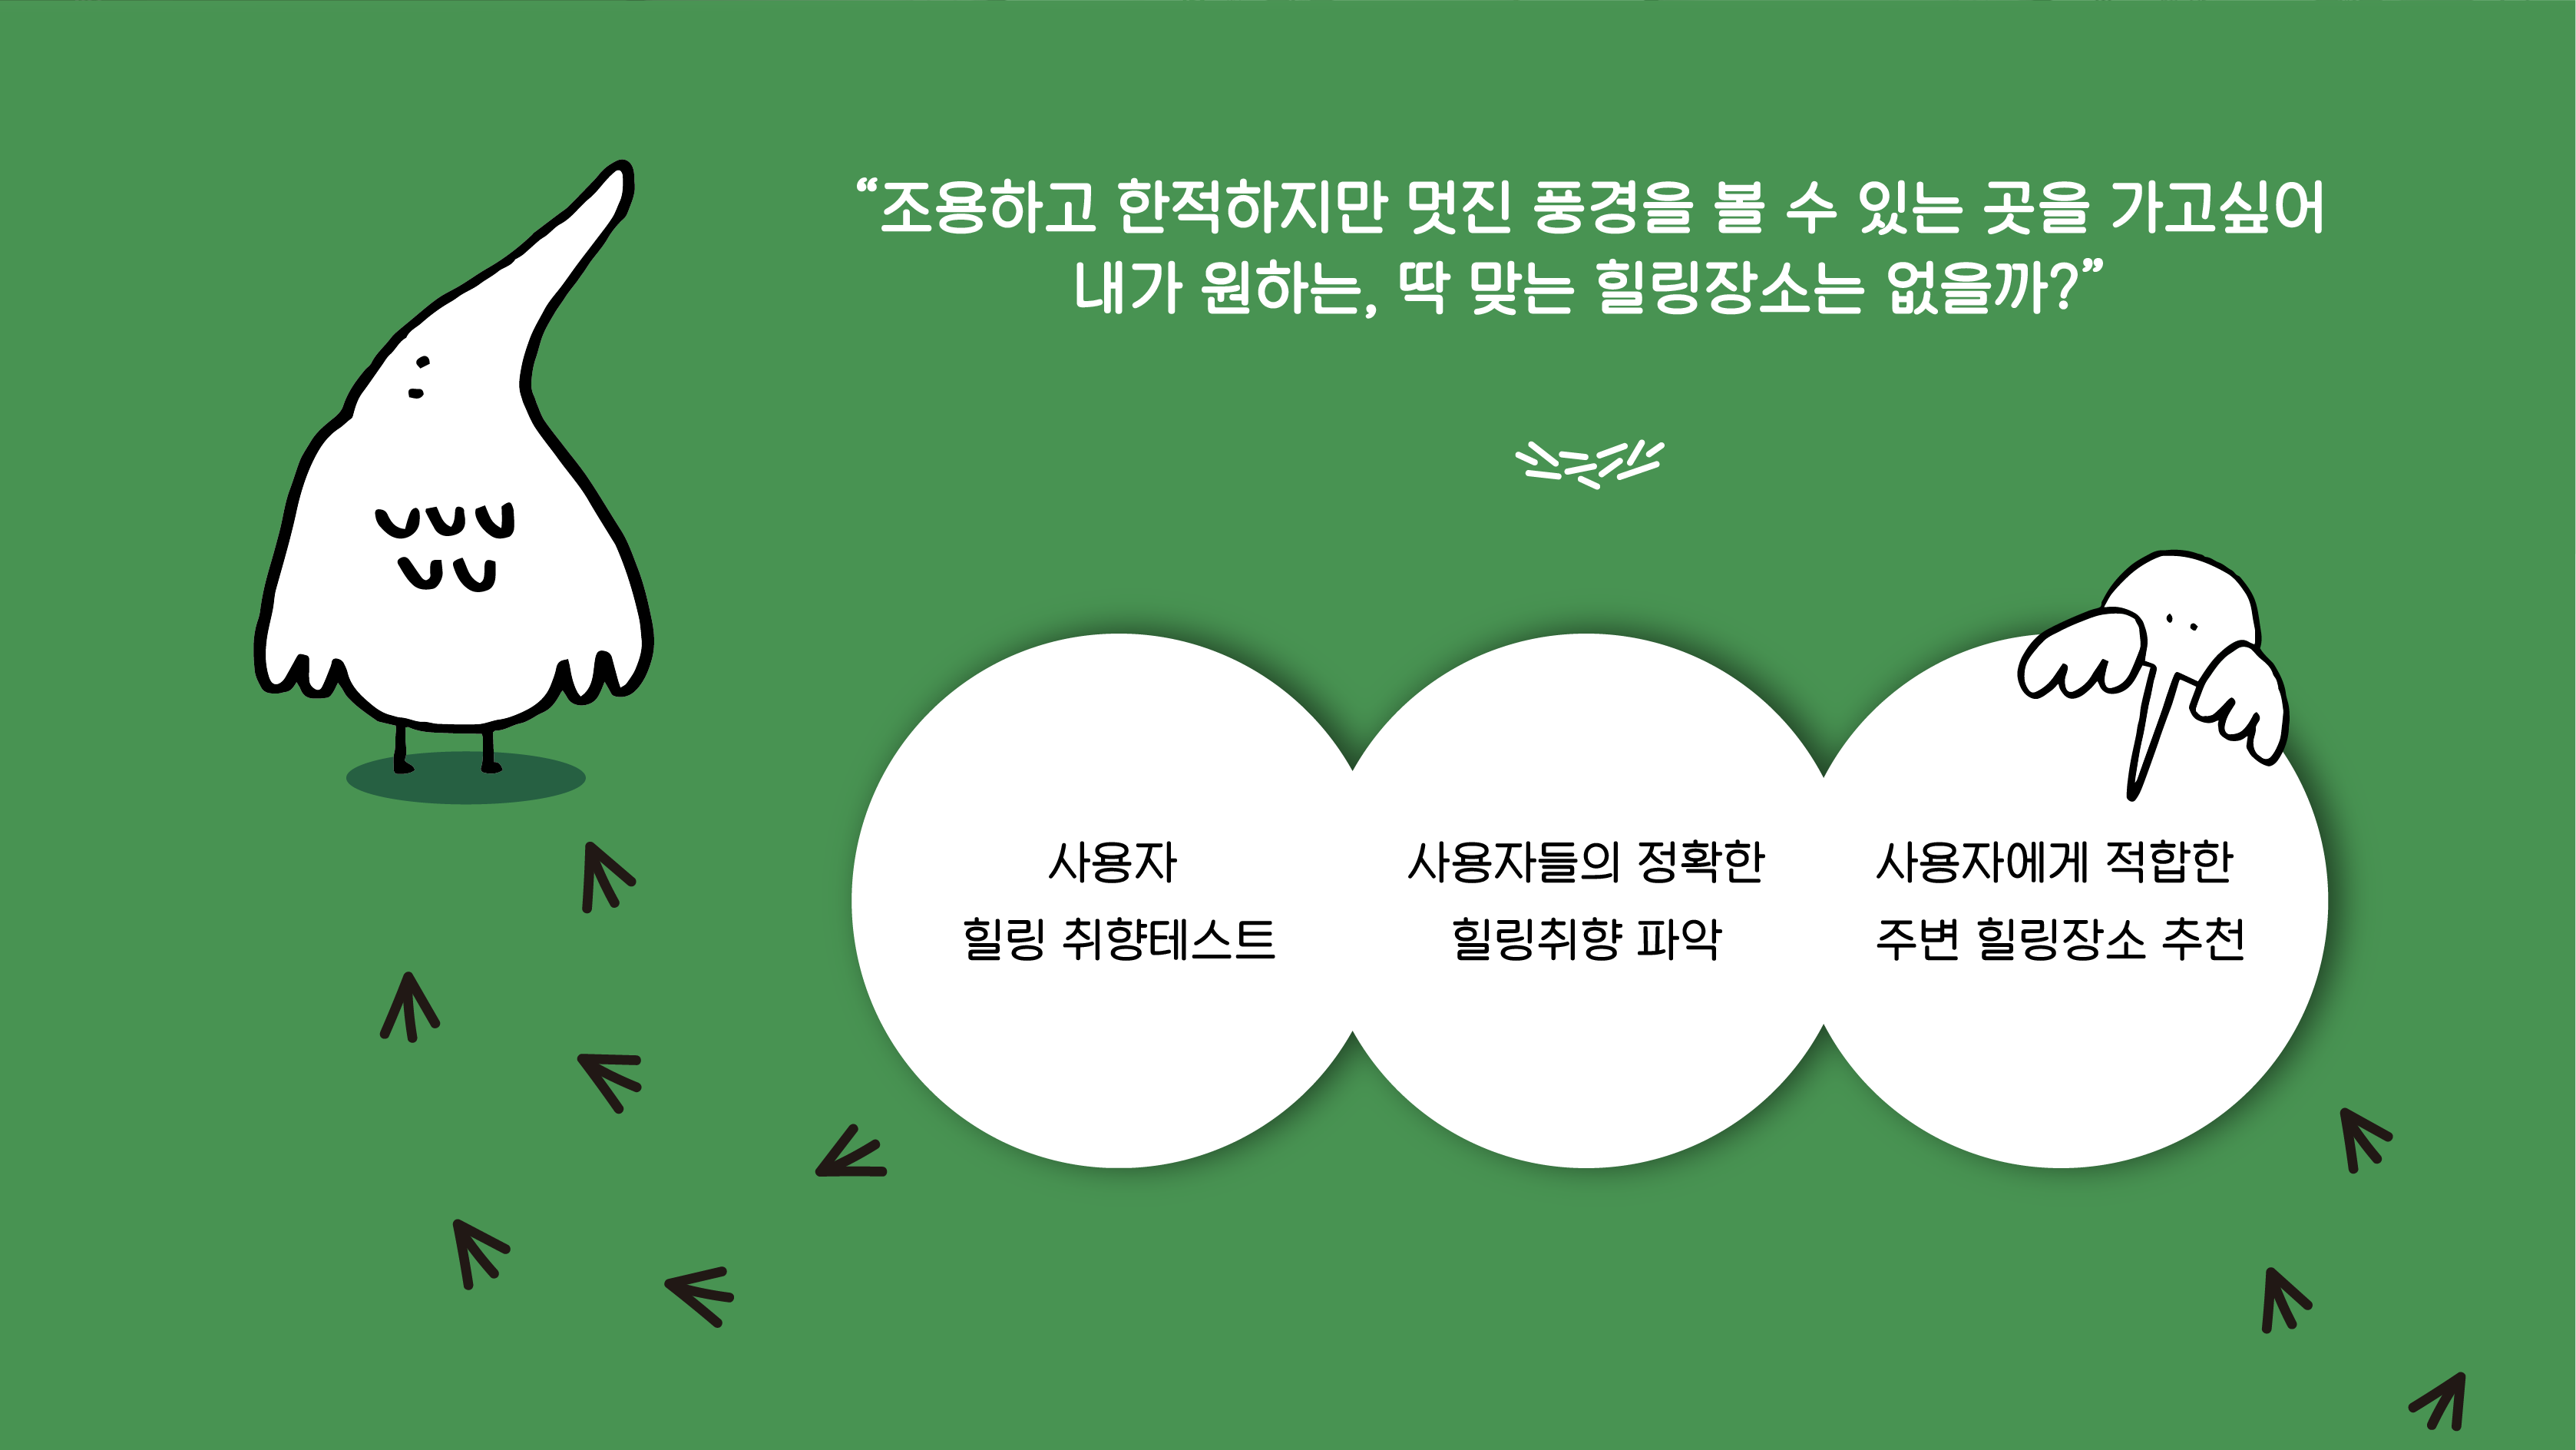 “조용하고 한적하지만 멋진 풍경을 볼 수 있는 곳을 가고싶어
내가 원하는, 딱 맞는 힐링장소는 없을까?”
사용자
힐링 취향테스트
사용자들의 정확한
힐링취향 파악
사용자에게 적합한
주변 힐링장소 추천